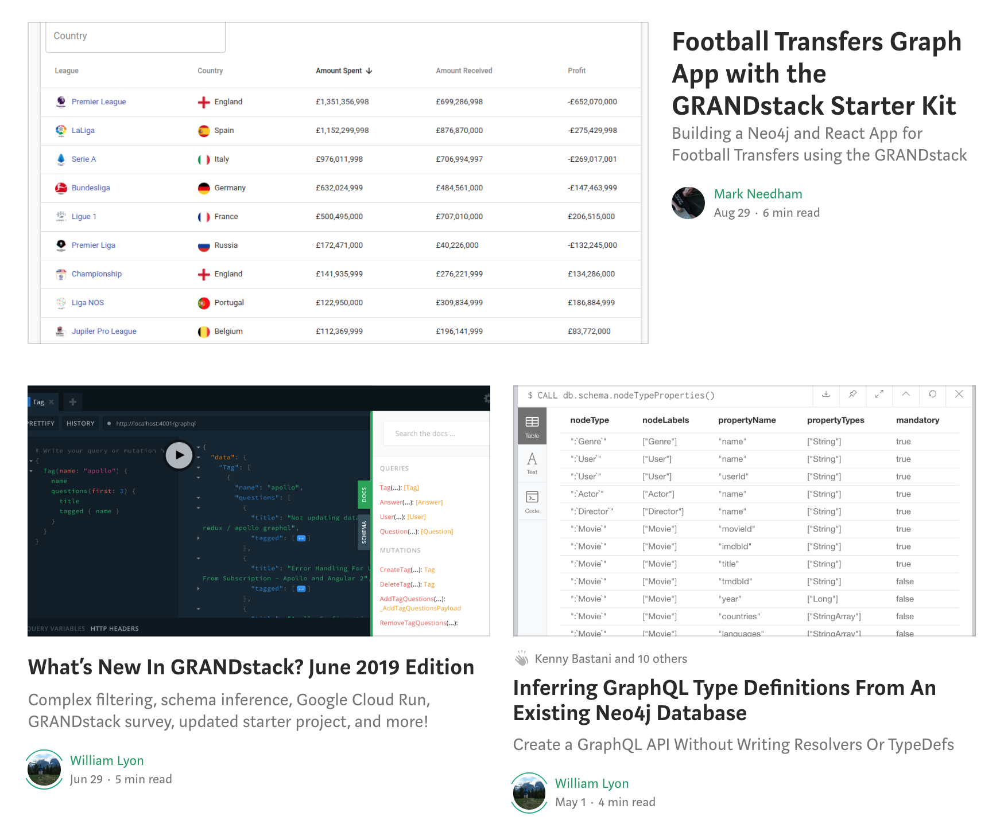 Country
League Country Amount Spent ↓ Amount Received Profit
Premier League England £1,351,356,998 £699,286,998 -£652,070,000
LaLiga Spain £1,152,299,998 £876,870,000 -£275,429,998
Serie A Italy £976,011,998 £706,994,997 -£269,017,001
Bundesliga Germany £632,024,999 £484,561,000 -£147,463,999
Ligue 1 France £500,495,000 £707,010,000 £206,515,000
Premier Liga Russia £172,471,000 £40,226,000 -£132,245,000
Championship England £141,935,999 £276,221,999 £134,286,000
Liga NOS Portugal £122,950,000 £309,834,999 £186,884,999
Jupiler Pro League Belgium £112,369,999 £196,141,999 £83,772,000
Football Transfers Graph
App with the
GRANDstack Starter Kit
Building a Neo4j and React App for
Football Transfers using the GRANDstack
Mark Needham
Aug 29 · 6 min read
Tag
PRETTIFY HISTORY http://localhost:4001/graphql
# Write your query or mutation h
{
Tag(name: "apollo") {
name
questions(first: 3) {
title
tagged { name }
}
}
}
{
"data": {
"Tag": [
{
"name": "apollo",
"questions": [
{
"title": "Not updating data
redux / apollo graphql",
"tagged": [↔]
},
{
"title": "Error Handling For U
From Subscription - Apollo and Angular 2",
"tagged": [↔]
},
{
QUERY VARIABLES HTTP HEADERS
DOCS
SCHEMA
Search the docs ...
QUERIES
Tag(...): [Tag]
Answer(...): [Answer]
User(...): [User]
Question(...): [Question]
MUTATIONS
CreateTag(...): Tag
DeleteTag(...): Tag
AddTagQuestions(...):
_AddTagQuestionsPayload
RemoveTagQuestions(...):
What's New In GRANDstack? June 2019 Edition
Complex filtering, schema inference, Google Cloud Run,
GRANDstack survey, updated starter project, and more!
William Lyon
Jun 29 · 5 min read
$ CALL db.schema.nodeTypeProperties()
Table
Text
Code
nodeType nodeLabels propertyName propertyTypes mandatory
":`Genre`" ["Genre"] "name" ["String"] true
":`User`" ["User"] "name" ["String"] true
":`User`" ["User"] "userId" ["String"] true
":`Actor`" ["Actor"] "name" ["String"] true
":`Director`" ["Director"] "name" ["String"] true
":`Movie`" ["Movie"] "movieId" ["String"] true
":`Movie`" ["Movie"] "imdbId" ["String"] true
":`Movie`" ["Movie"] "title" ["String"] true
":`Movie`" ["Movie"] "tmdbId" ["String"] false
":`Movie`" ["Movie"] "year" ["Long"] false
":`Movie`" ["Movie"] "countries" ["StringArray"] false
":`Movie`" ["Movie"] "languages" ["StringArray"] false
Kenny Bastani and 10 others
Inferring GraphQL Type Definitions From An
Existing Neo4j Database
Create a GraphQL API Without Writing Resolvers Or TypeDefs
William Lyon
May 1 · 4 min read